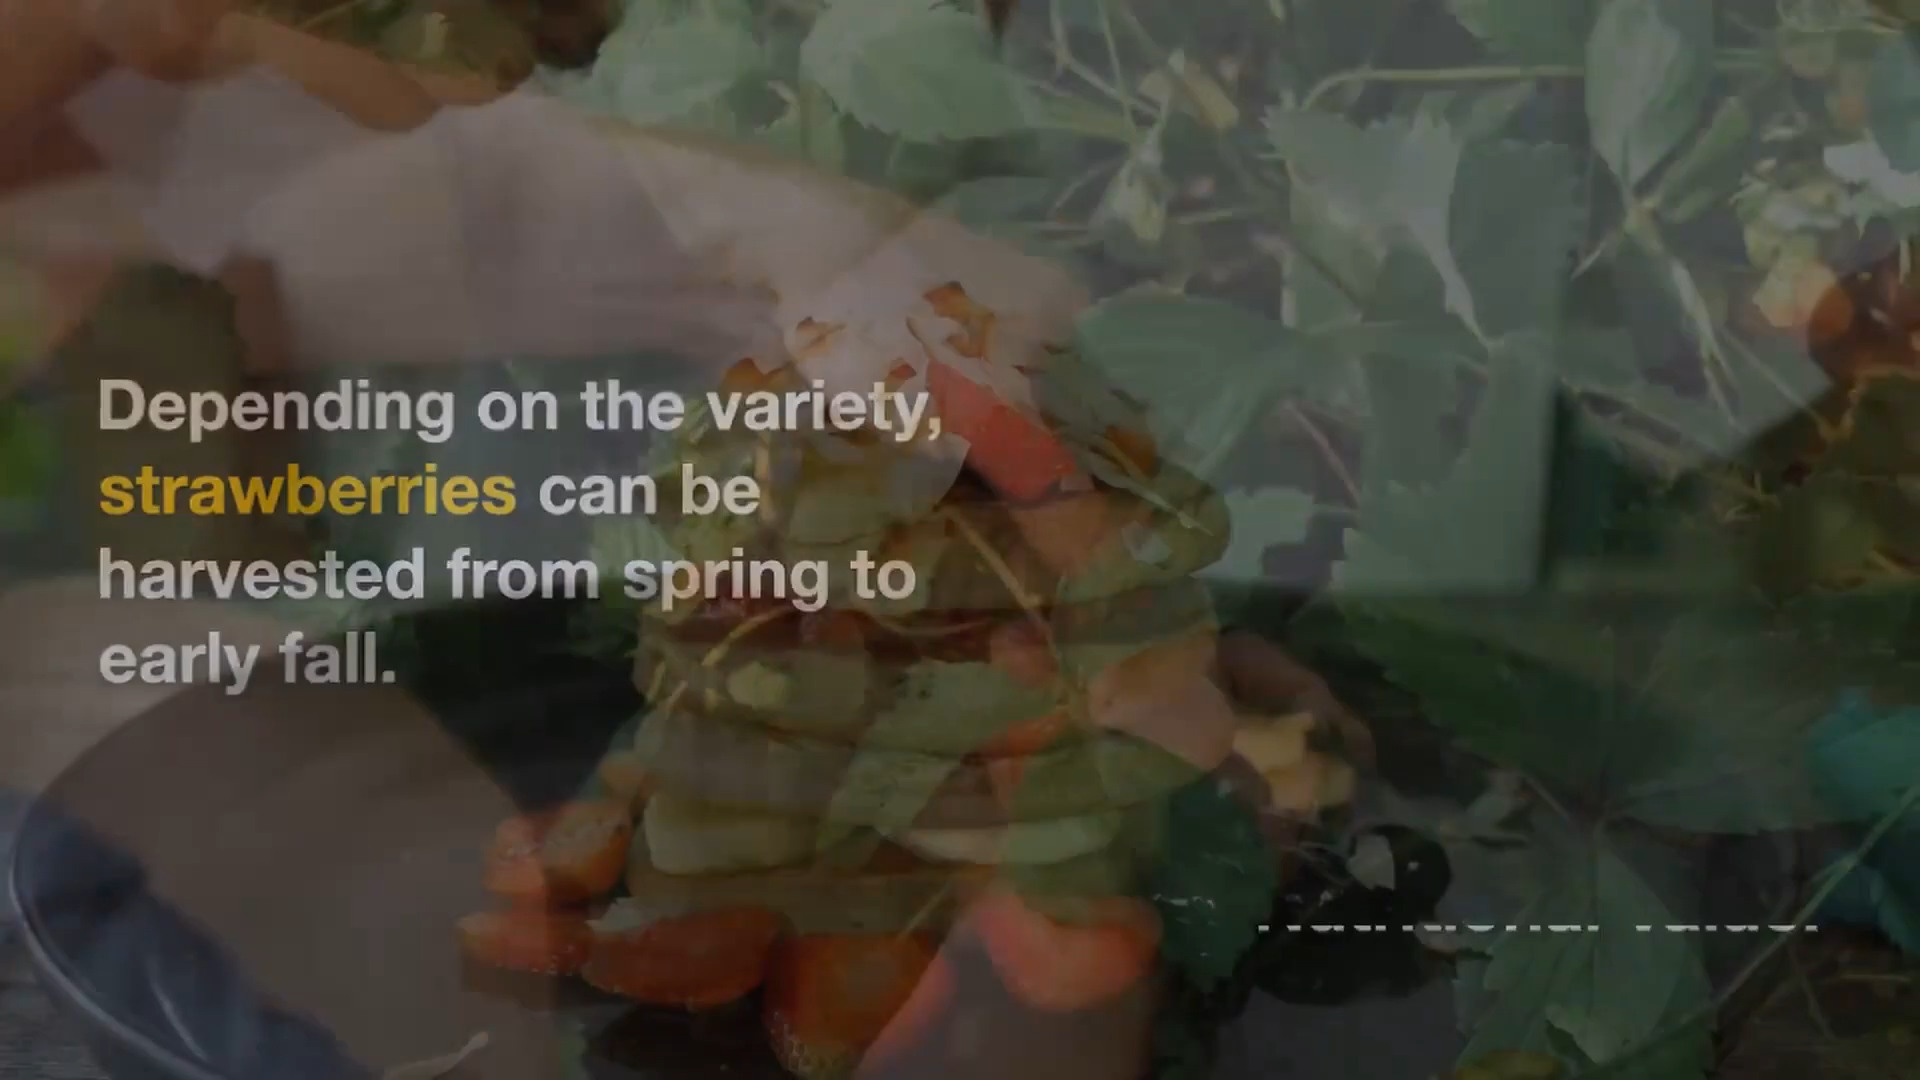 Depending on the variety,
strawberries can be
harvested from spring to
early fall.